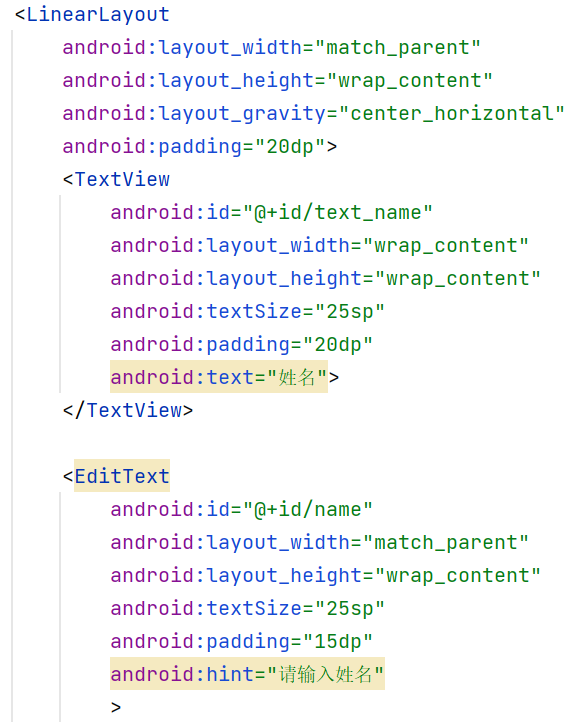 <LinearLayout
    android:layout_width="match_parent"
    android:layout_height="wrap_content"
    android:layout_gravity="center_horizontal"
    android:padding="20dp">
    <TextView
        android:id="@+id/text_name"
        android:layout_width="wrap_content"
        android:layout_height="wrap_content"
        android:textSize="25sp"
        android:padding="20dp"
        android:text="姓名">
    </TextView>

    <EditText
        android:id="@+id/name"
        android:layout_width="match_parent"
        android:layout_height="wrap_content"
        android:textSize="25sp"
        android:padding="15dp"
        android:hint="请输入姓名"
        >